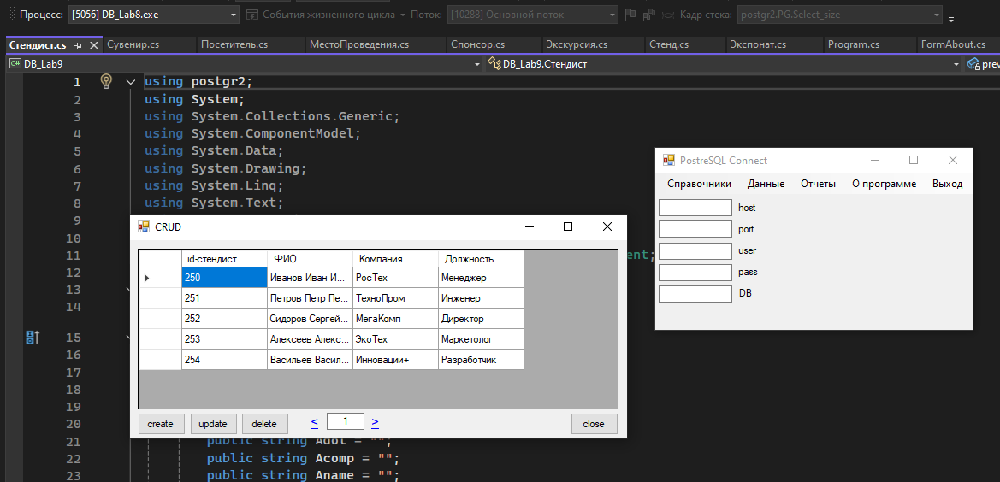 Процесс: [5056] DB_Lab8.exe События жизненного цикла Поток: [10288] Основной поток Кадр стека: postgr2.PG.Select_size
Стендист.cs Сувенир.cs Посетитель.cs МестоПроведения.cs Спонсор.cs Экскурсия.cs Стенд.cs Экспонат.cs Program.cs FormAbout.cs
DB_Lab9 DB_Lab9.Стендист prev
1 using postgr2;
2 using System;
3 using System.Collections.Generic;
4 using System.ComponentModel;
5 using System.Data;
6 using System.Drawing;
7 using System.Linq;
8 using System.Text;
9
10
11 ent;
12
13
14
15
16
17
18
19
20
21 public string Adol = "";
22 public string Acomp = "";
23 public string Aname = "";
PostreSQL Connect
Справочники Данные Отчеты О программе Выход
host
port
user
pass
DB
CRUD
id-стендист ФИО Компания Должность
250 Иванов Иван И... РосТех Менеджер
251 Петров Петр Пе... ТехноПром Инженер
252 Сидоров Сергей... МегаКомп Директор
253 Алексеев Алекс... ЭкоТех Маркетолог
254 Васильев Васил... Инновации+ Разработчик
create update delete < 1 > close